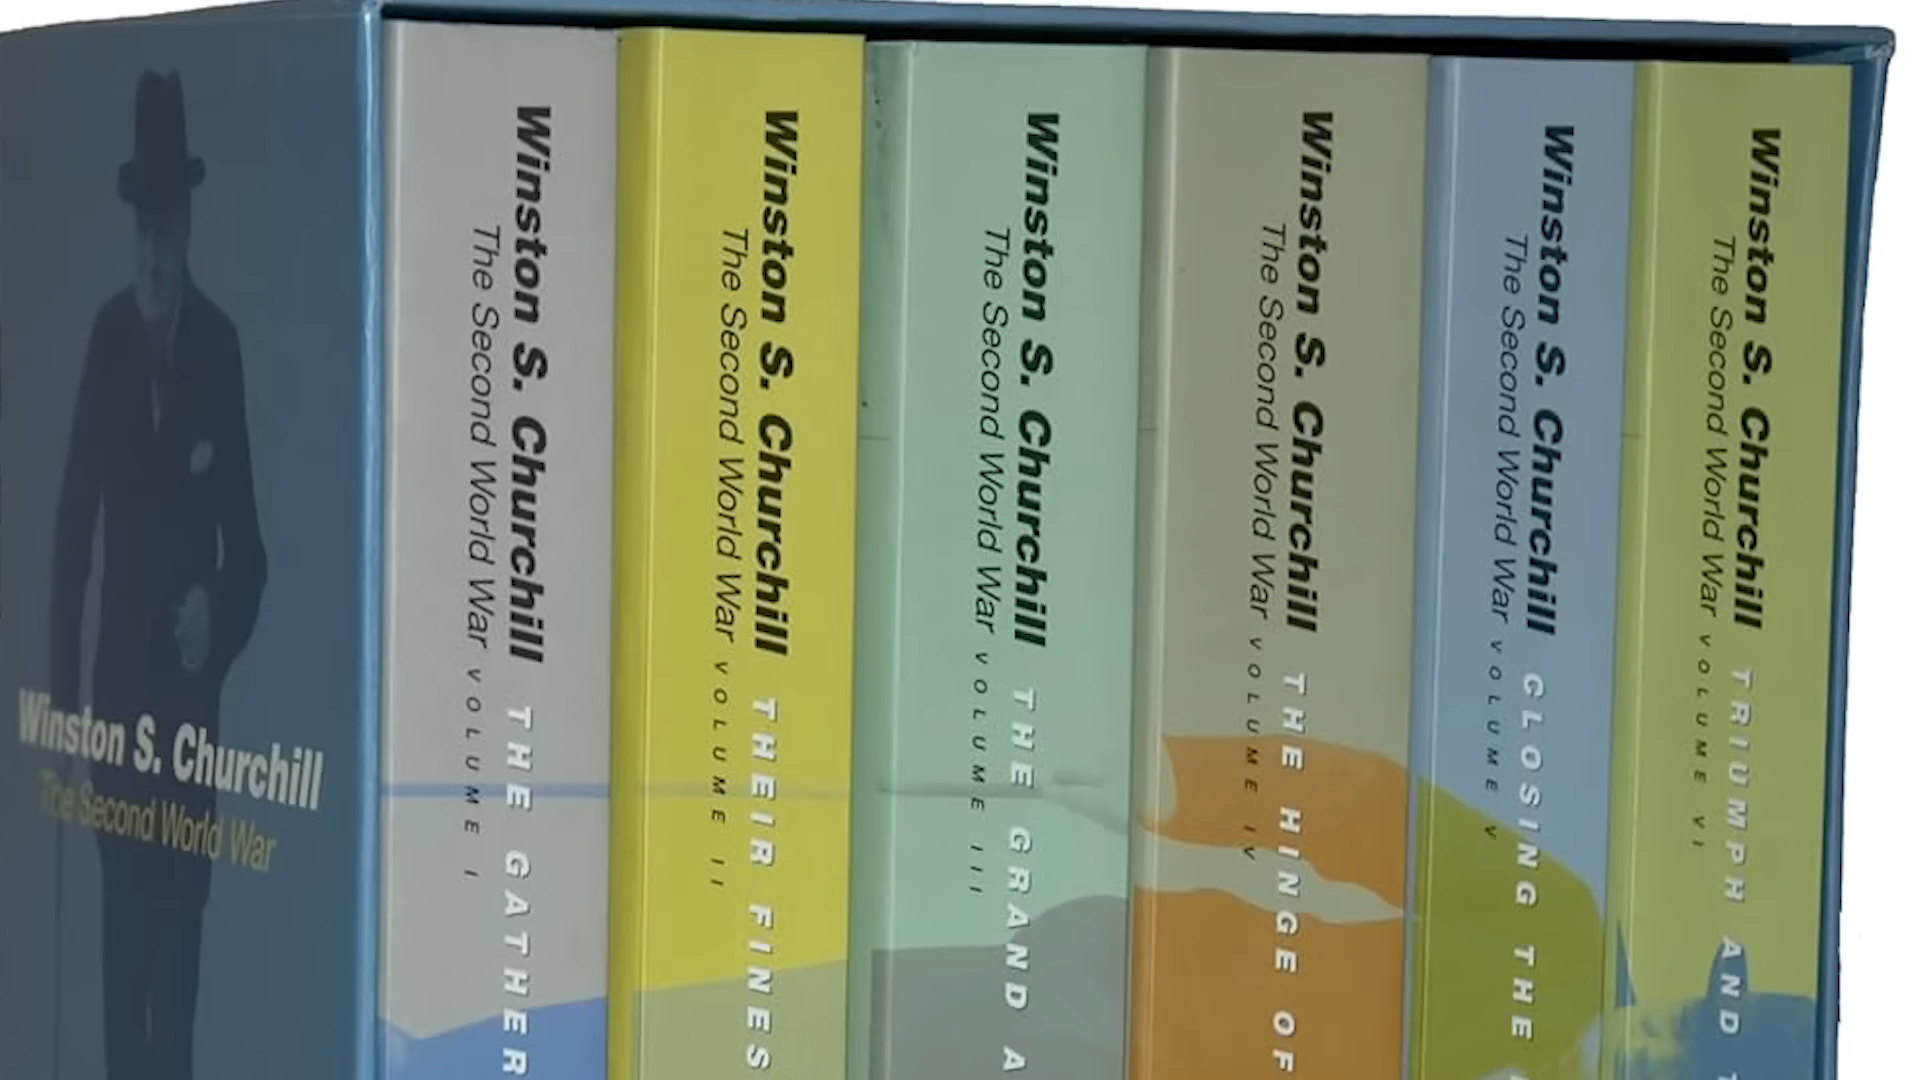 Winston S. Churchill
The Second World War
Winston S. Churchill THE GATHER
The Second World War VOLUME I
Winston S. Churchill THEIR FINES
The Second World War VOLUME II
Winston S. Churchill THE GRAND A
The Second World War VOLUME III
Winston S. Churchill THE HINGE OF
The Second World War VOLUME IV
Winston S. Churchill CLOSING THE
The Second World War VOLUME V
Winston S. Churchill TRIUMPH AND T
The Second World War VOLUME VI